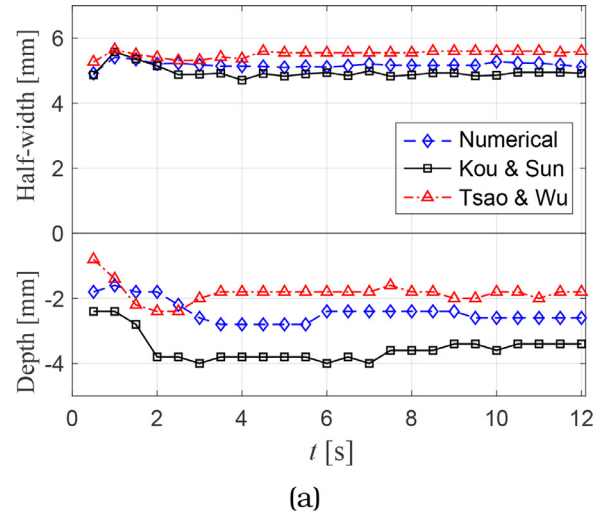 Half-width [mm]
Depth [mm]
6
4
2
0
-2
-4
Numerical
Kou & Sun
Tsao & Wu
0 2 4 6 8 10 12
t [s]
(a)